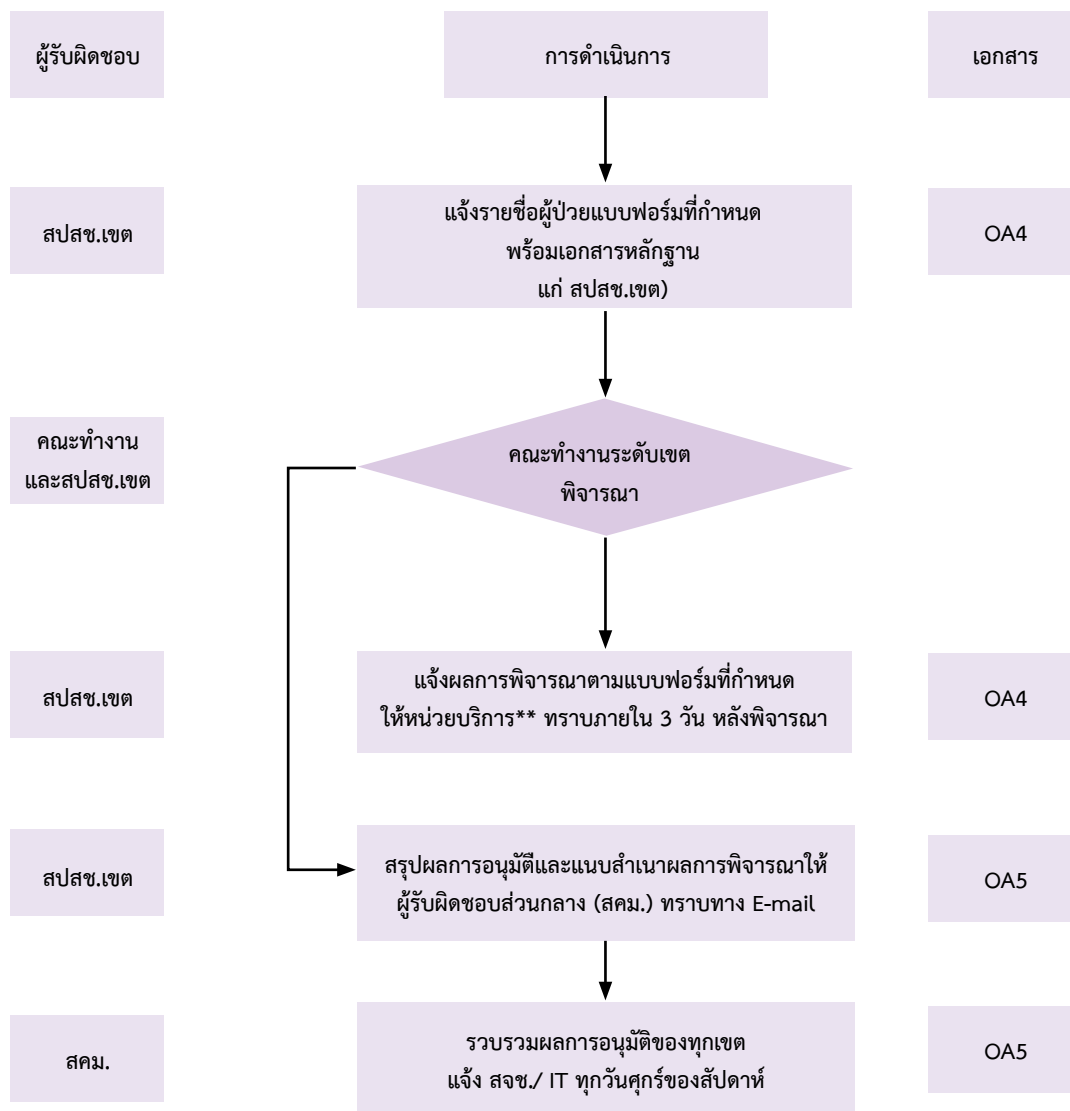 ผู้รับผิดชอบ
การดำเนินการ
เอกสาร
สปสช.เขต
แจ้งรายชื่อผู้ป่วยแบบฟอร์มที่กำหนด
พร้อมเอกสารหลักฐาน
แก่ สปสช.เขต)
OA4
คณะทำงาน
และสปสช.เขต
คณะทำงานระดับเขต
พิจารณา
สปสช.เขต
แจ้งผลการพิจารณาตามแบบฟอร์มที่กำหนด
ให้หน่วยบริการ** ทราบภายใน 3 วัน หลังพิจารณา
OA4
สปสช.เขต
สรุปผลการอนุมัตืและแนบสำเนาผลการพิจารณาให้
ผู้รับผิดชอบส่วนกลาง (สคม.) ทราบทาง E-mail
OA5
สคม.
รวบรวมผลการอนุมัติของทุกเขต
แจ้ง สจช./ IT ทุกวันศุกร์ของสัปดาห์
OA5